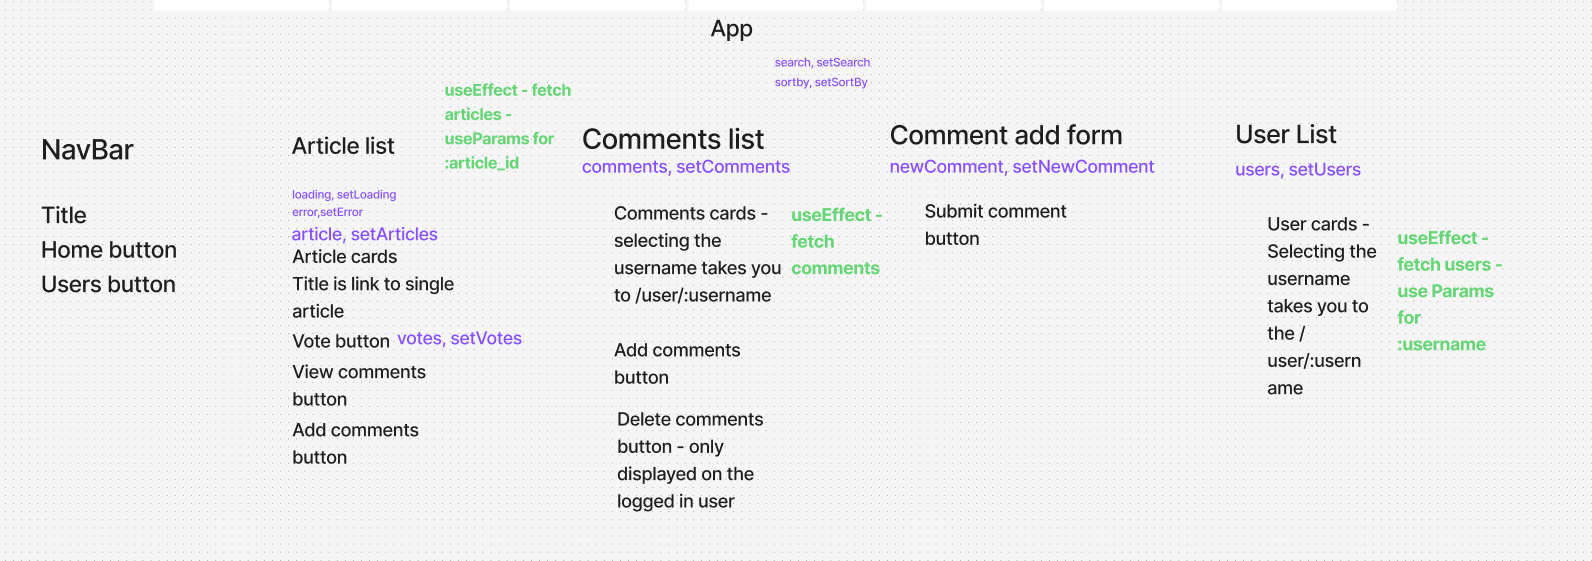 App
search, setSearch
sortby, setSortBy
NavBar
Title
Home button
Users button
Article list
useEffect - fetch
articles -
useParams for
:article_id
loading, setLoading
error,setError
article, setArticles
Article cards
Title is link to single
article
Vote button
votes, setVotes
View comments
button
Add comments
button
Comments list
comments, setComments
Comments cards -
selecting the
username takes you
to /user/:username
useEffect -
fetch
comments
Add comments
button
Delete comments
button - only
displayed on the
logged in user
Comment add form
newComment, setNewComment
Submit comment
button
User List
users, setUsers
User cards -
Selecting the
username
takes you to
the /
user/:usern
ame
useEffect -
fetch users -
use Params
for
:username